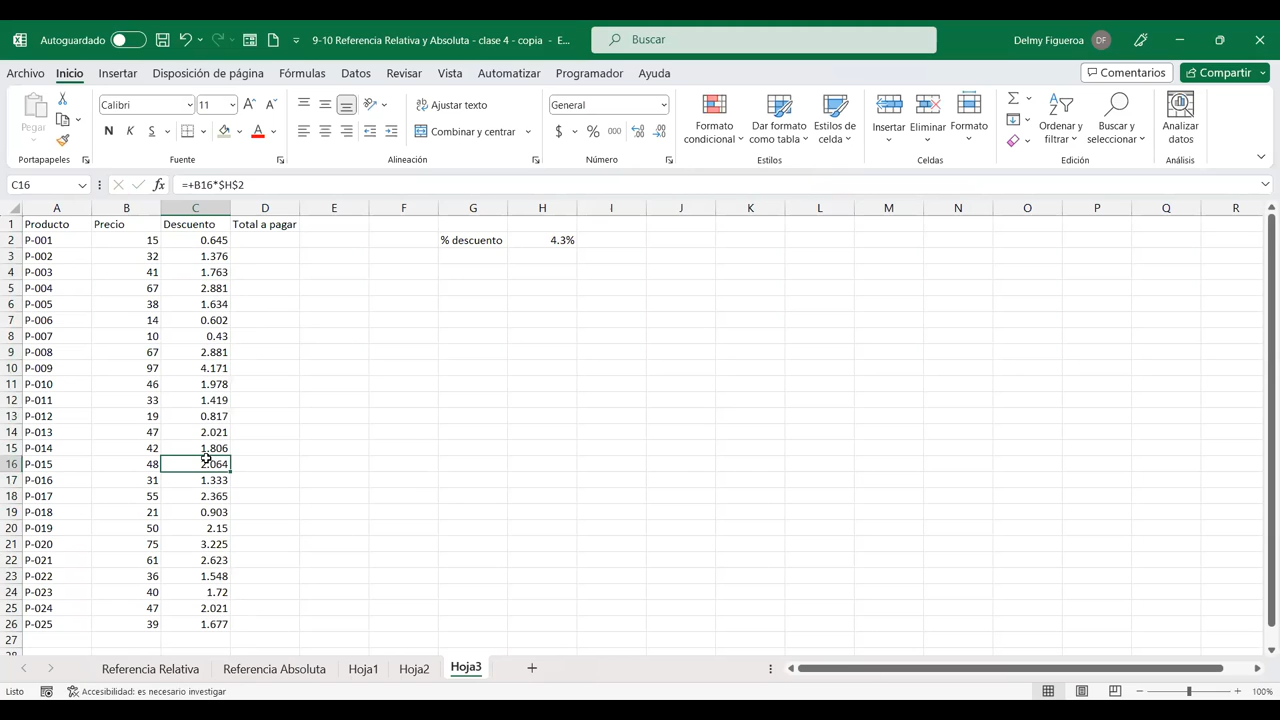 Autoguardado
9-10 Referencia Relativa y Absoluta - clase 4 - copia - E...
Buscar
Delmy Figueroa DF
Archivo Inicio Insertar Disposición de página Fórmulas Datos Revisar Vista Automatizar Programador Ayuda
Comentarios Compartir
Pegar
Portapapeles
Calibri 11
N K S
Fuente
Ajustar texto
Combinar y centrar
Alineación
General
$ % 000
Número
Formato condicional
Dar formato como tabla
Estilos de celda
Estilos
Insertar Eliminar Formato
Celdas
Ordenar y filtrar
Buscar y seleccionar
Edición
Analizar datos
Análisis
C16 fx =+B16*$H$2
A B C D E F G H I J K L M N O P Q R
1 Producto Precio Descuento Total a pagar
2 P-001 15 0.645 % descuento 4.3%
3 P-002 32 1.376
4 P-003 41 1.763
5 P-004 67 2.881
6 P-005 38 1.634
7 P-006 14 0.602
8 P-007 10 0.43
9 P-008 67 2.881
10 P-009 97 4.171
11 P-010 46 1.978
12 P-011 33 1.419
13 P-012 19 0.817
14 P-013 47 2.021
15 P-014 42 1.806
16 P-015 48 2.064
17 P-016 31 1.333
18 P-017 55 2.365
19 P-018 21 0.903
20 P-019 50 2.15
21 P-020 75 3.225
22 P-021 61 2.623
23 P-022 36 1.548
24 P-023 40 1.72
25 P-024 47 2.021
26 P-025 39 1.677
27
Referencia Relativa Referencia Absoluta Hoja1 Hoja2 Hoja3
Listo Accesibilidad: es necesario investigar 100%